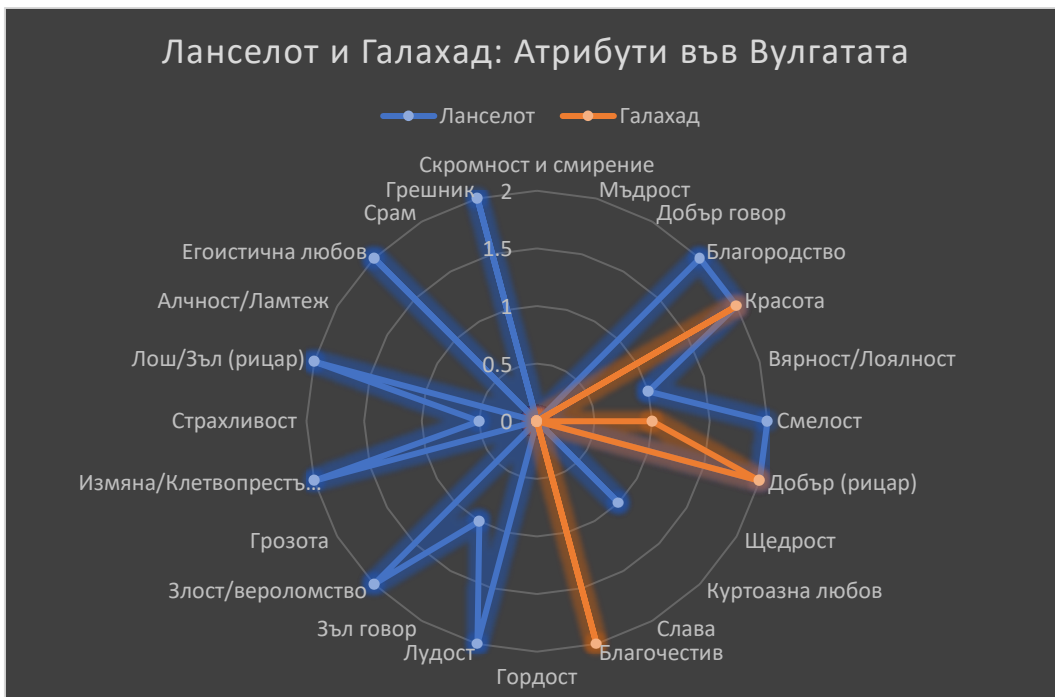 Ланселот и Галахад: Атрибути във Вулгатата
Ланселот
Галахад
Скромност и смирение
Мъдрост
Добър говор
Благородство
Красота
Вярност/Лоялност
Смелост
Добър (рицар)
Щедрост
Куртоазна любов
Слава
Благочестив
Гордост
Лудост
Зъл говор
Злост/вероломство
Грозота
Измяна/Клетвопрестъ...
Страхливост
Лош/Зъл (рицар)
Алчност/Ламтеж
Егоистична любов
Срам
Грешник
2
1.5
1
0.5
0